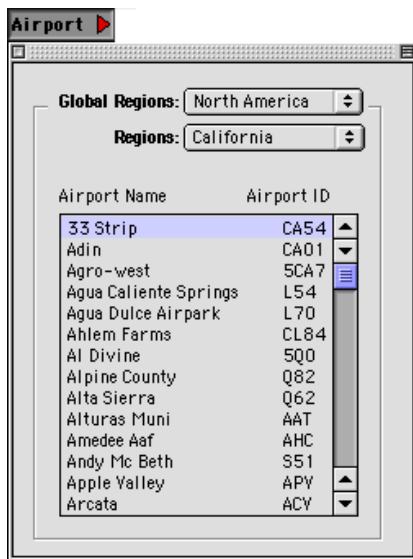 Airport
Global Regions: North America
Regions: California
Airport Name Airport ID
33 Strip CA54
Adin CA01
Agro-west 5CA7
Agua Caliente Springs L54
Agua Dulce Airpark L70
Ahlem Farms CL84
Al Divine 5Q0
Alpine County Q82
Alta Sierra Q62
Alturas Muni AAT
Amedee Aaf AHC
Andy Mc Beth S51
Apple Valley APV
Arcata ACV